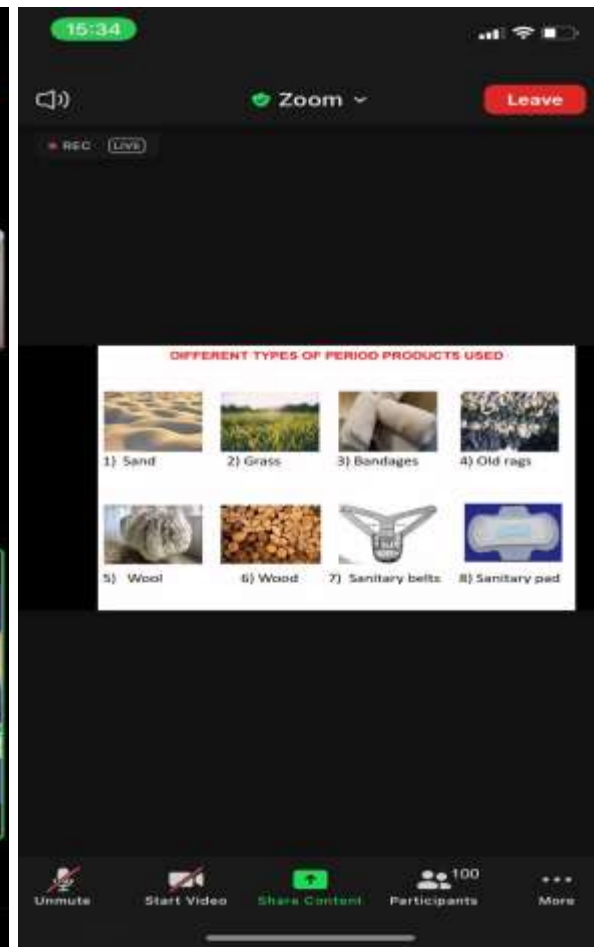 15:34
Zoom
Leave
REC LIVE
DIFFERENT TYPES OF PERIOD PRODUCTS USED
1) Sand
2) Grass
3) Bandages
4) Old rags
5) Wool
6) Wood
7) Sanitary belts
8) Sanitary pad
100
Unmute
Start Video
Share Content
Participants
More